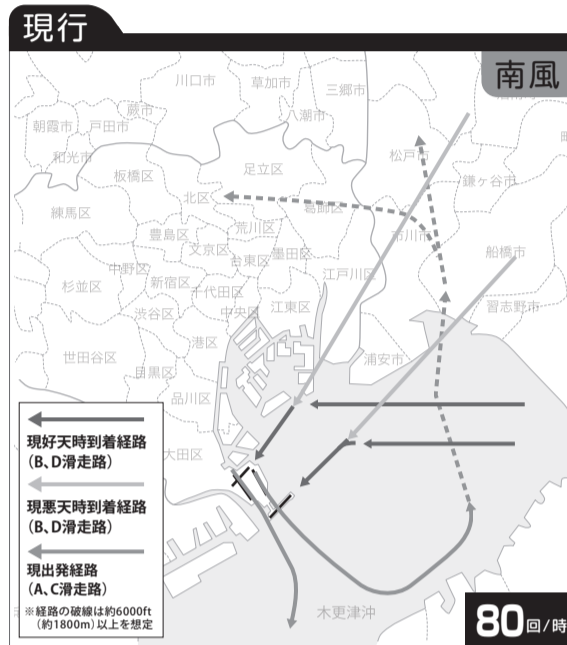 現行
南風
川口市
草加市
三郷市
蕨市
八潮市
朝霞市
戸田市
松戸市
和光市
足立区
板橋区
鎌ヶ谷市
北区
練馬区
葛飾区
荒川区
市川市
豊島区
文京区
台東区
墨田区
船橋市
中野区
江戸川区
新宿区
杉並区
千代田区
習志野市
江東区
中央区
渋谷区
港区
世田谷区
浦安市
目黒区
品川区
大田区
現好天時到着経路
（B、D滑走路）
現悪天時到着経路
（B、D滑走路）
現出発経路
（A、C滑走路）
※経路の破線は約6000ft
（約1800m）以上を想定
木更津沖
80回/時